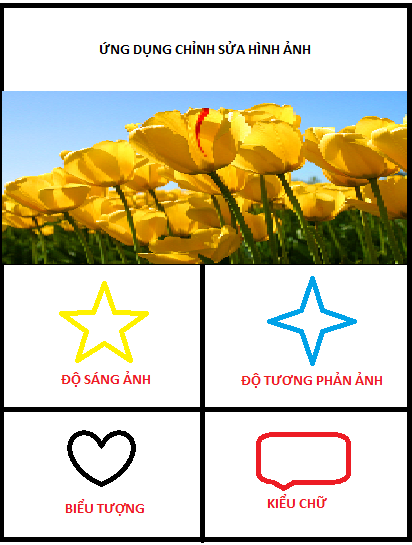 ỨNG DỤNG CHỈNH SỬA HÌNH ẢNH
ĐỘ SÁNG ẢNH
ĐỘ TƯƠNG PHẢN ẢNH
BIỂU TƯỢNG
KIỂU CHỮ